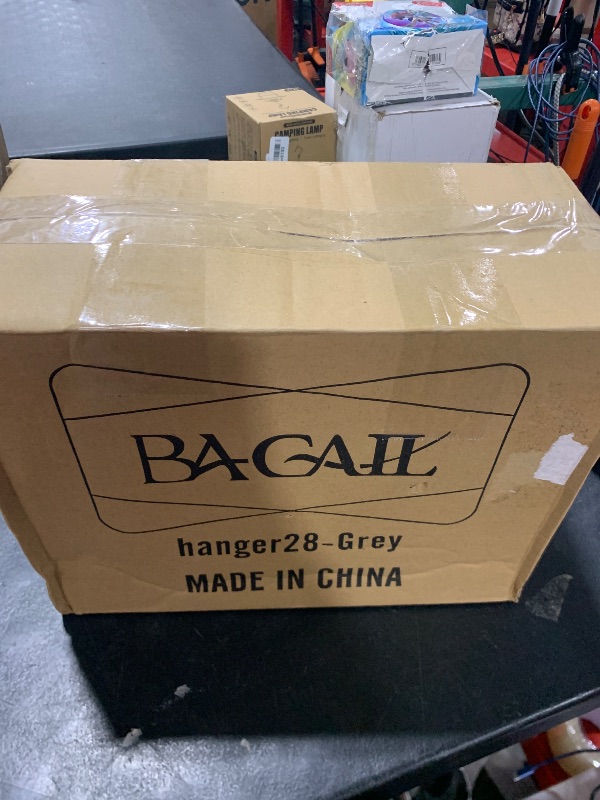 CAMPING LAMP
BAGAIL
hanger28-Grey
MADE IN CHINA